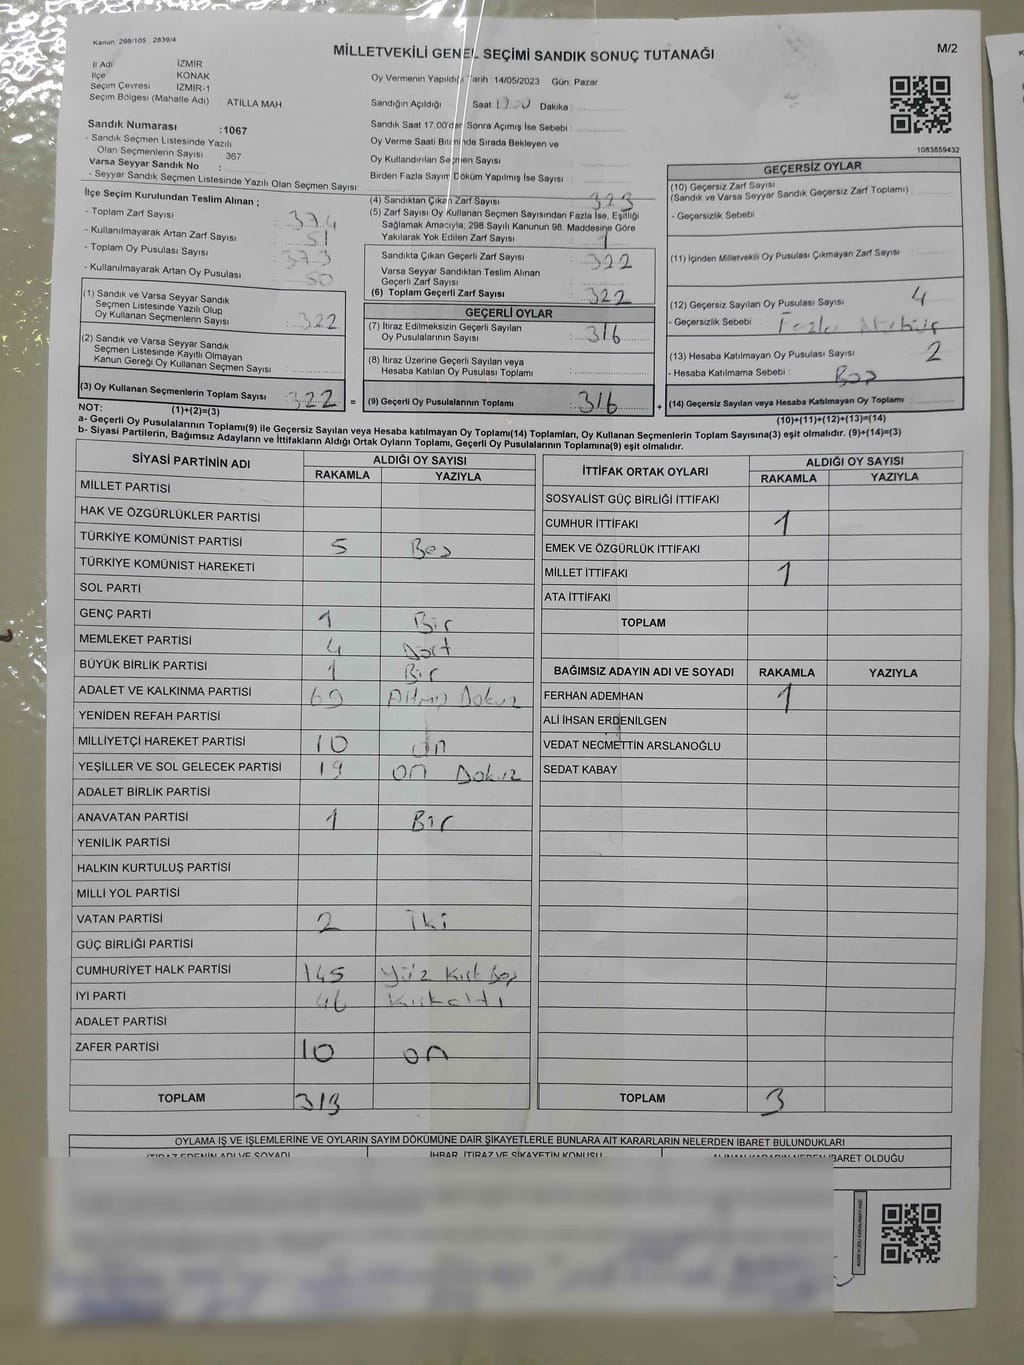 Kanun: 298/105 , 2839/4
MİLLETVEKİLİ GENEL SEÇİMİ SANDIK SONUÇ TUTANAĞI
M/2
İl Adı İZMİR
İlçe KONAK
Seçim Çevresi İZMİR-1
Seçim Bölgesi (Mahalle Adı) : ATİLLA MAH
Sandık Numarası :1067
- Sandık Seçmen Listesinde Yazılı
Olan Seçmenlerin Sayısı : 367
Varsa Seyyar Sandık No :
- Seyyar Sandık Seçmen Listesinde Yazılı Olan Seçmen Sayısı:
Oy Vermenin Yapıldığı Tarih :14/05/2023 Gün: Pazar
Sandığın Açıldığı Saat 17.00 Dakika :
Sandık Saat 17.00'dan Sonra Açılmış İse Sebebi :
Oy Verme Saati Bitiminde Sırada Bekleyen ve
Oy Kullandırılan Seçmen Sayısı :
Birden Fazla Sayım Döküm Yapılmış İse Sayısı :
1083859432
İlçe Seçim Kurulundan Teslim Alınan ;
- Toplam Zarf Sayısı : 374
- Kullanılmayarak Artan Zarf Sayısı : 51
- Toplam Oy Pusulası Sayısı : 373
- Kullanılmayarak Artan Oy Pusulası : 50
(1) Sandık ve Varsa Seyyar Sandık
Seçmen Listesinde Yazılı Olup
Oy Kullanan Seçmenlerin Sayısı : 322
(2) Sandık ve Varsa Seyyar Sandık
Seçmen Listesinde Kayıtlı Olmayan
Kanun Gereği Oy Kullanan Seçmen Sayısı :
(3) Oy Kullanan Seçmenlerin Toplam Sayısı : 322 =
(1)+(2)=(3)
(4) Sandıktan Çıkan Zarf Sayısı : 323
(5) Zarf Sayısı Oy Kullanan Seçmen Sayısından Fazla İse, Eşitliği
Sağlamak Amacıyla; 298 Sayılı Kanunun 98. Maddesine Göre
Yakılarak Yok Edilen Zarf Sayısı : 1
Sandıkta Çıkan Geçerli Zarf Sayısı : 322
Varsa Seyyar Sandıktan Teslim Alınan
Geçerli Zarf Sayısı :
(6) Toplam Geçerli Zarf Sayısı : 322
GEÇERLİ OYLAR
(7) İtiraz Edilmeksizin Geçerli Sayılan
Oy Pusulalarının Sayısı : 316
(8) İtiraz Üzerine Geçerli Sayılan veya
Hesaba Katılan Oy Pusulası Toplamı :
(9) Geçerli Oy Pusulalarının Toplamı : 316 +
GEÇERSİZ OYLAR
(10) Geçersiz Zarf Sayısı
(Sandık ve Varsa Seyyar Sandık Geçersiz Zarf Toplamı) :
- Geçersizlik Sebebi :
(11) İçinden Milletvekili Oy Pusulası Çıkmayan Zarf Sayısı :
(12) Geçersiz Sayılan Oy Pusulası Sayısı : 4
- Geçersizlik Sebebi : Fazla Mühür
(13) Hesaba Katılmayan Oy Pusulası Sayısı : 2
- Hesaba Katılmama Sebebi : Boş
(14) Geçersiz Sayılan veya Hesaba Katılmayan Oy Toplamı :
(10)+(11)+(12)+(13)=(14)
NOT:
a- Geçerli Oy Pusulalarının Toplamı(9) ile Geçersiz Sayılan veya Hesaba katılmayan Oy Toplamı(14) Toplamları, Oy Kullanan Seçmenlerin Toplam Sayısına(3) eşit olmalıdır. (9)+(14)=(3)
b- Siyasi Partilerin, Bağımsız Adayların ve İttifakların Aldığı Ortak Oyların Toplamı, Geçerli Oy Pusulalarının Toplamına(9) eşit olmalıdır.
SİYASİ PARTİNİN ADI ALDIĞI OY SAYISI
RAKAMLA YAZIYLA
MİLLET PARTİSİ
HAK VE ÖZGÜRLÜKLER PARTİSİ
TÜRKİYE KOMÜNİST PARTİSİ 5 Beş
TÜRKİYE KOMÜNİST HAREKETİ
SOL PARTİ
GENÇ PARTİ 1 Bir
MEMLEKET PARTİSİ 4 Dört
BÜYÜK BİRLİK PARTİSİ 1 Bir
ADALET VE KALKINMA PARTİSİ 69 Altmış Dokuz
YENİDEN REFAH PARTİSİ
MİLLİYETÇİ HAREKET PARTİSİ 10 on
YEŞİLLER VE SOL GELECEK PARTİSİ 19 on Dokuz
ADALET BİRLİK PARTİSİ
ANAVATAN PARTİSİ 1 Bir
YENİLİK PARTİSİ
HALKIN KURTULUŞ PARTİSİ
MİLLİ YOL PARTİSİ
VATAN PARTİSİ 2 iki
GÜÇ BİRLİĞİ PARTİSİ
CUMHURİYET HALK PARTİSİ 145 Yüz Kırk Beş
İYİ PARTİ 46 Kırkaltı
ADALET PARTİSİ
ZAFER PARTİSİ 10 on
TOPLAM 313
İTTİFAK ORTAK OYLARI ALDIĞI OY SAYISI
RAKAMLA YAZIYLA
SOSYALİST GÜÇ BİRLİĞİ İTTİFAKI
CUMHUR İTTİFAKI 1
EMEK VE ÖZGÜRLÜK İTTİFAKI
MİLLET İTTİFAKI 1
ATA İTTİFAKI
TOPLAM
BAĞIMSIZ ADAYIN ADI VE SOYADI RAKAMLA YAZIYLA
FERHAN ADEMHAN 1
ALİ İHSAN ERDENİLGEN
VEDAT NECMETTİN ARSLANOĞLU
SEDAT KABAY
TOPLAM 3
OYLAMA İŞ VE İŞLEMLERİNE VE OYLARIN SAYIM DÖKÜMÜNE DAİR ŞİKAYETLERLE BUNLARA AİT KARARLARIN NELERDEN İBARET BULUNDUKLARI
İTİRAZ EDENİN ADI VE SOYADI İHBAR, İTİRAZ VE ŞİKAYETİN KONUSU ALINAN KARARIN NEDEN İBARET OLDUĞU
KARE KODU KARALAMAYINIZ